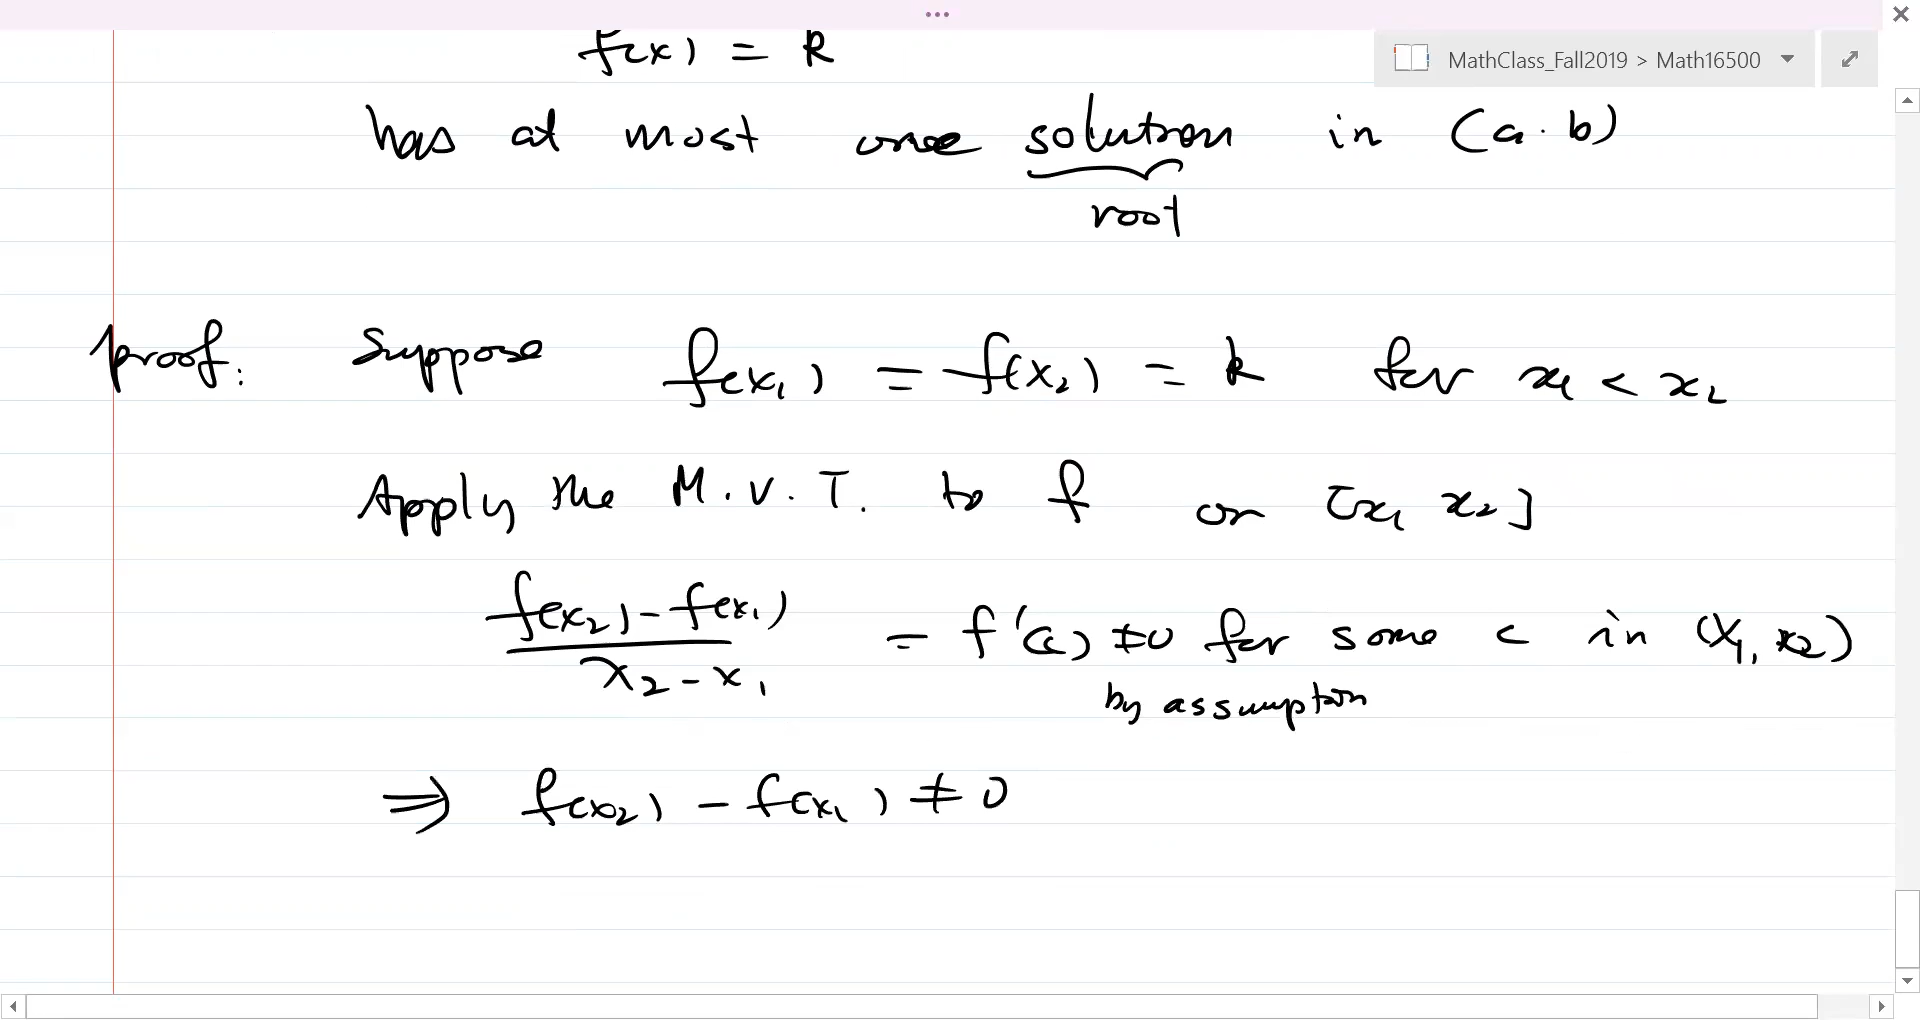 f(x) = k
MathClass_Fall2019 > Math16500
has at most one solution in (a. b)
root
proof: Suppose f(x₁) = f(x₂) = k for x₁ < x₂
Apply the M.V.T. to f on [x₁ x₂]
f(x₂) - f(x₁)
= f'(c) ≠0 for some c in (x₁, x₂)
x₂ - x₁
by assumption
⇒ f(x₂) - f(x₁) ≠ 0